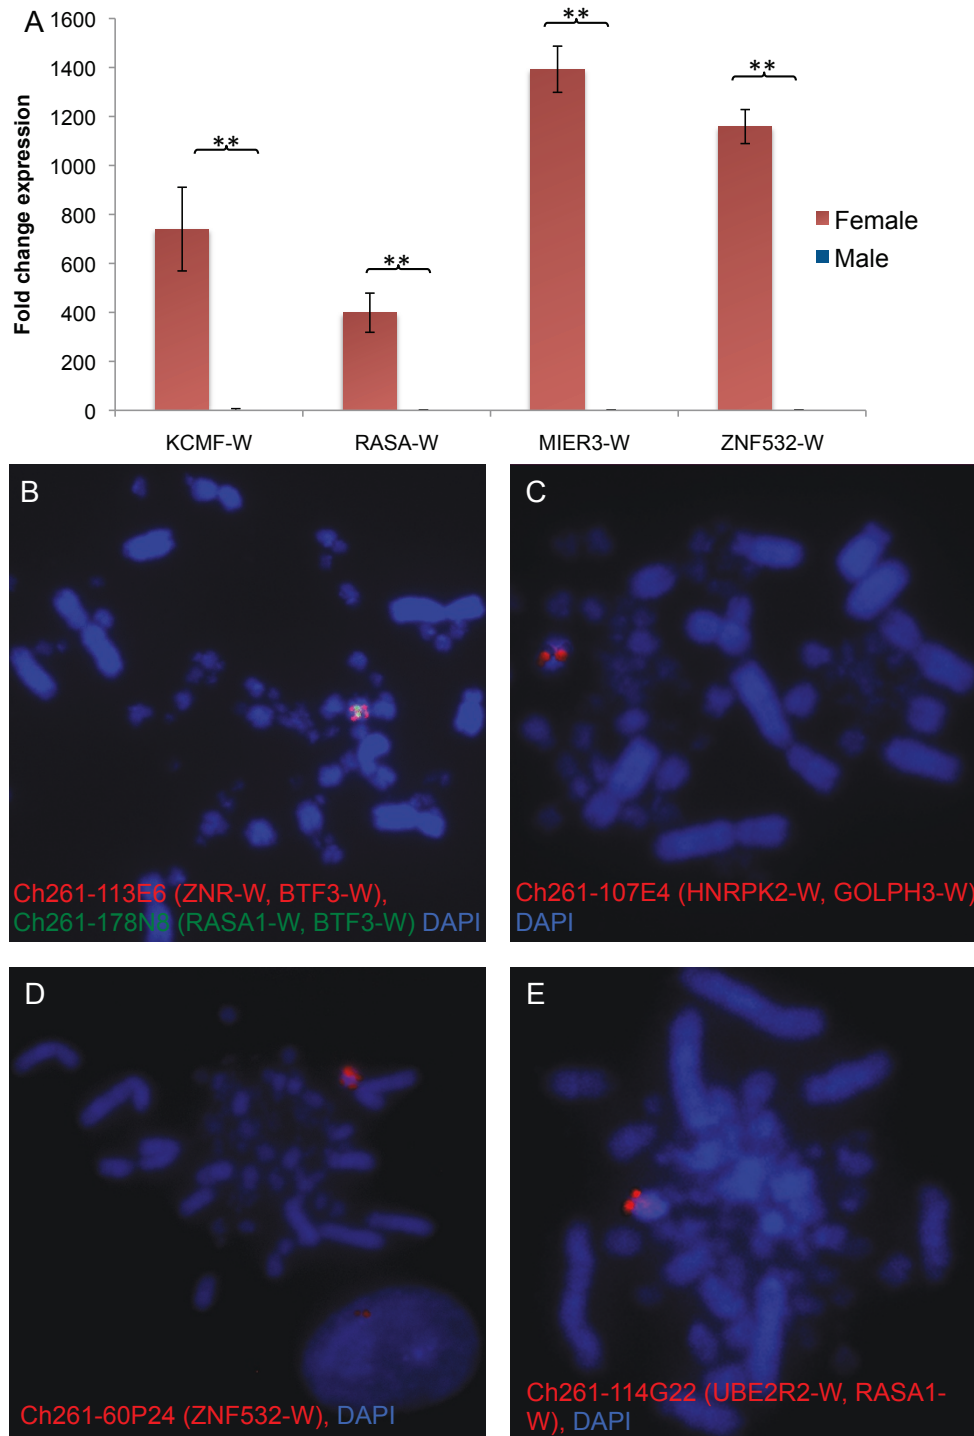 A
1600
1400
1200
1000
800
600
400
200
0
Fold change expression
**
**
**
**
Female
Male
KCMF-W
RASA-W
MIER3-W
ZNF532-W
B
Ch261-113E6 (ZNR-W, BTF3-W),
Ch261-178N8 (RASA1-W, BTF3-W) DAPI
C
Ch261-107E4 (HNRPK2-W, GOLPH3-W)
DAPI
D
Ch261-60P24 (ZNF532-W), DAPI
E
Ch261-114G22 (UBE2R2-W, RASA1-
W), DAPI